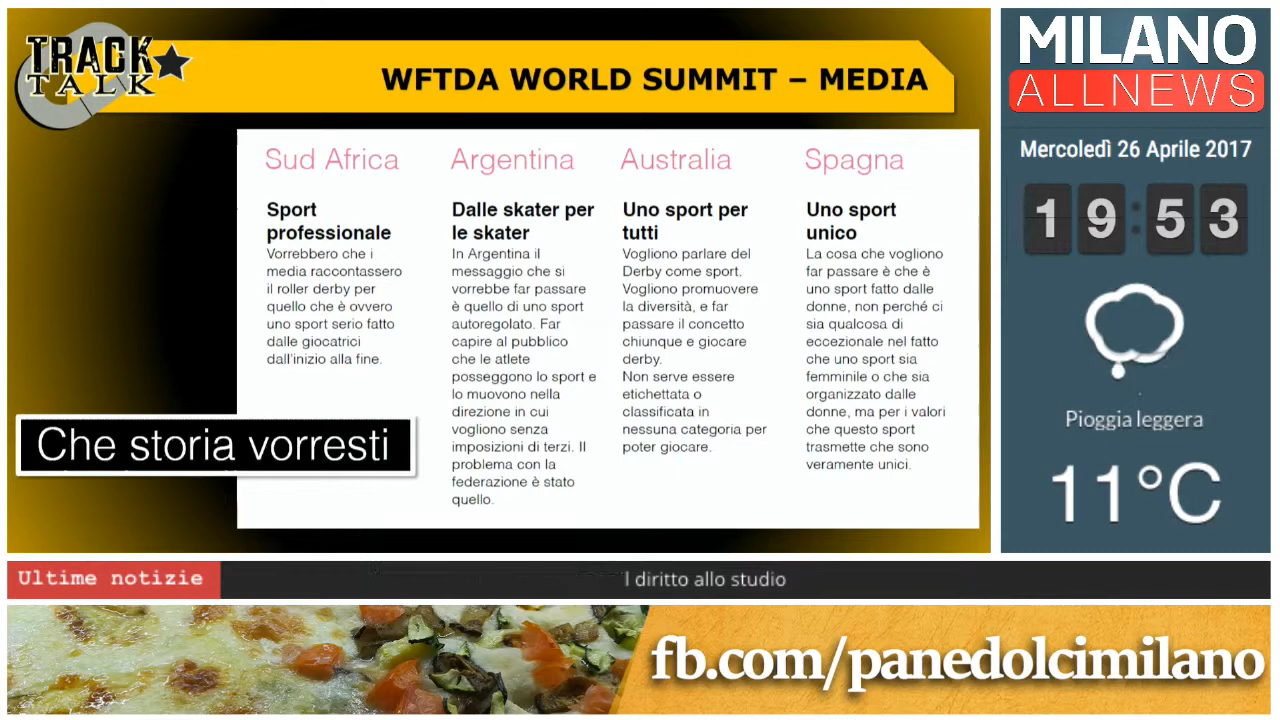 TRACK
TALK
WFTDA WORLD SUMMIT – MEDIA
Sud Africa
Sport
professionale
Vorrebbero che i
media raccontassero
il roller derby per
quello che è ovvero
uno sport serio fatto
dalle giocatrici
dall'inizio alla fine.
Argentina
Dalle skater per
le skater
In Argentina il
messaggio che si
vorrebbe far passare
è quello di uno sport
autoregolato. Far
capire al pubblico
che le atlete
posseggono lo sport e
lo muovono nella
direzione in cui
vogliono senza
imposizioni di terzi. Il
problema con la
federazione è stato
quello.
Australia
Uno sport per
tutti
Vogliono parlare del
Derby come sport.
Vogliono promuovere
la diversità, e far
passare il concetto
chiunque e giocare
derby.
Non serve essere
etichettata o
classificata in
nessuna categoria per
poter giocare.
Spagna
Uno sport
unico
La cosa che vogliono
far passare è che è
uno sport fatto dalle
donne, non perché ci
sia qualcosa di
eccezionale nel fatto
che uno sport sia
femminile o che sia
organizzato dalle
donne, ma per i valori
che questo sport
trasmette che sono
veramente unici.
Che storia vorresti
MILANO
ALLNEWS
Mercoledì 26 Aprile 2017
19:53
Pioggia leggera
11°C
Ultime notizie
l diritto allo studio
fb.com/panedolcimilano